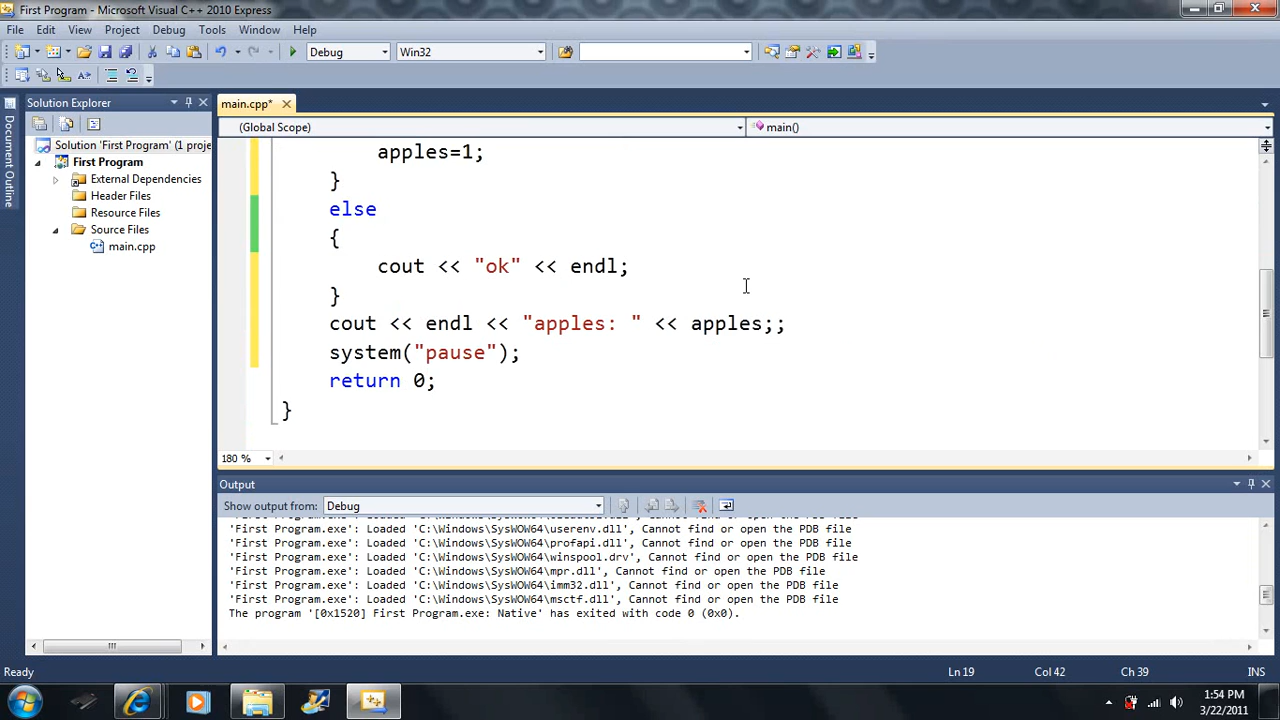 First Program - Microsoft Visual C++ 2010 Express
File Edit View Project Debug Tools Window Help
Debug Win32
Solution Explorer
main.cpp*
Document Outline
(Global Scope) main()
Solution 'First Program' (1 proje
First Program
External Dependencies
Header Files
Resource Files
Source Files
main.cpp
apples=1;
}
else
{
cout << "ok" << endl;
}
cout << endl << "apples: " << apples;;
system("pause");
return 0;
}
180 %
Output
Show output from: Debug
'First Program.exe': Loaded 'C:\Windows\SysWOW64\userenv.dll', Cannot find or open the PDB file
'First Program.exe': Loaded 'C:\Windows\SysWOW64\profapi.dll', Cannot find or open the PDB file
'First Program.exe': Loaded 'C:\Windows\SysWOW64\winspool.drv', Cannot find or open the PDB file
'First Program.exe': Loaded 'C:\Windows\SysWOW64\mpr.dll', Cannot find or open the PDB file
'First Program.exe': Loaded 'C:\Windows\SysWOW64\imm32.dll', Cannot find or open the PDB file
'First Program.exe': Loaded 'C:\Windows\SysWOW64\msctf.dll', Cannot find or open the PDB file
The program '[0x1520] First Program.exe: Native' has exited with code 0 (0x0).
Ready Ln 19 Col 42 Ch 39 INS
1:54 PM
3/22/2011